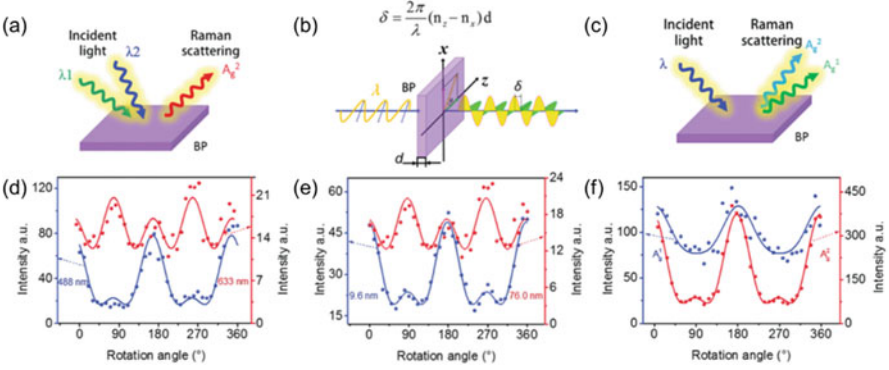 (a)
Incident light
λ1
λ2
Raman scattering
Ag²
BP
(b)
δ = 2π/λ (nz − nx) d
BP
x
z
λ
δ
d
(c)
Incident light
λ
Raman scattering
Ag²
Ag¹
BP
(d)
Intensity a.u.
120
80
40
0
21
14
7
0
Intensity a.u.
488 nm
633 nm
0 90 180 270 360
Rotation angle (°)
(e)
Intensity a.u.
60
45
30
15
24
18
12
6
0
Intensity a.u.
9.6 nm
76.0 nm
0 90 180 270 360
Rotation angle (°)
(f)
Intensity a.u.
150
100
50
0
450
300
150
0
Intensity a.u.
Ag¹
Ag²
0 90 180 270 360
Rotation angle (°)